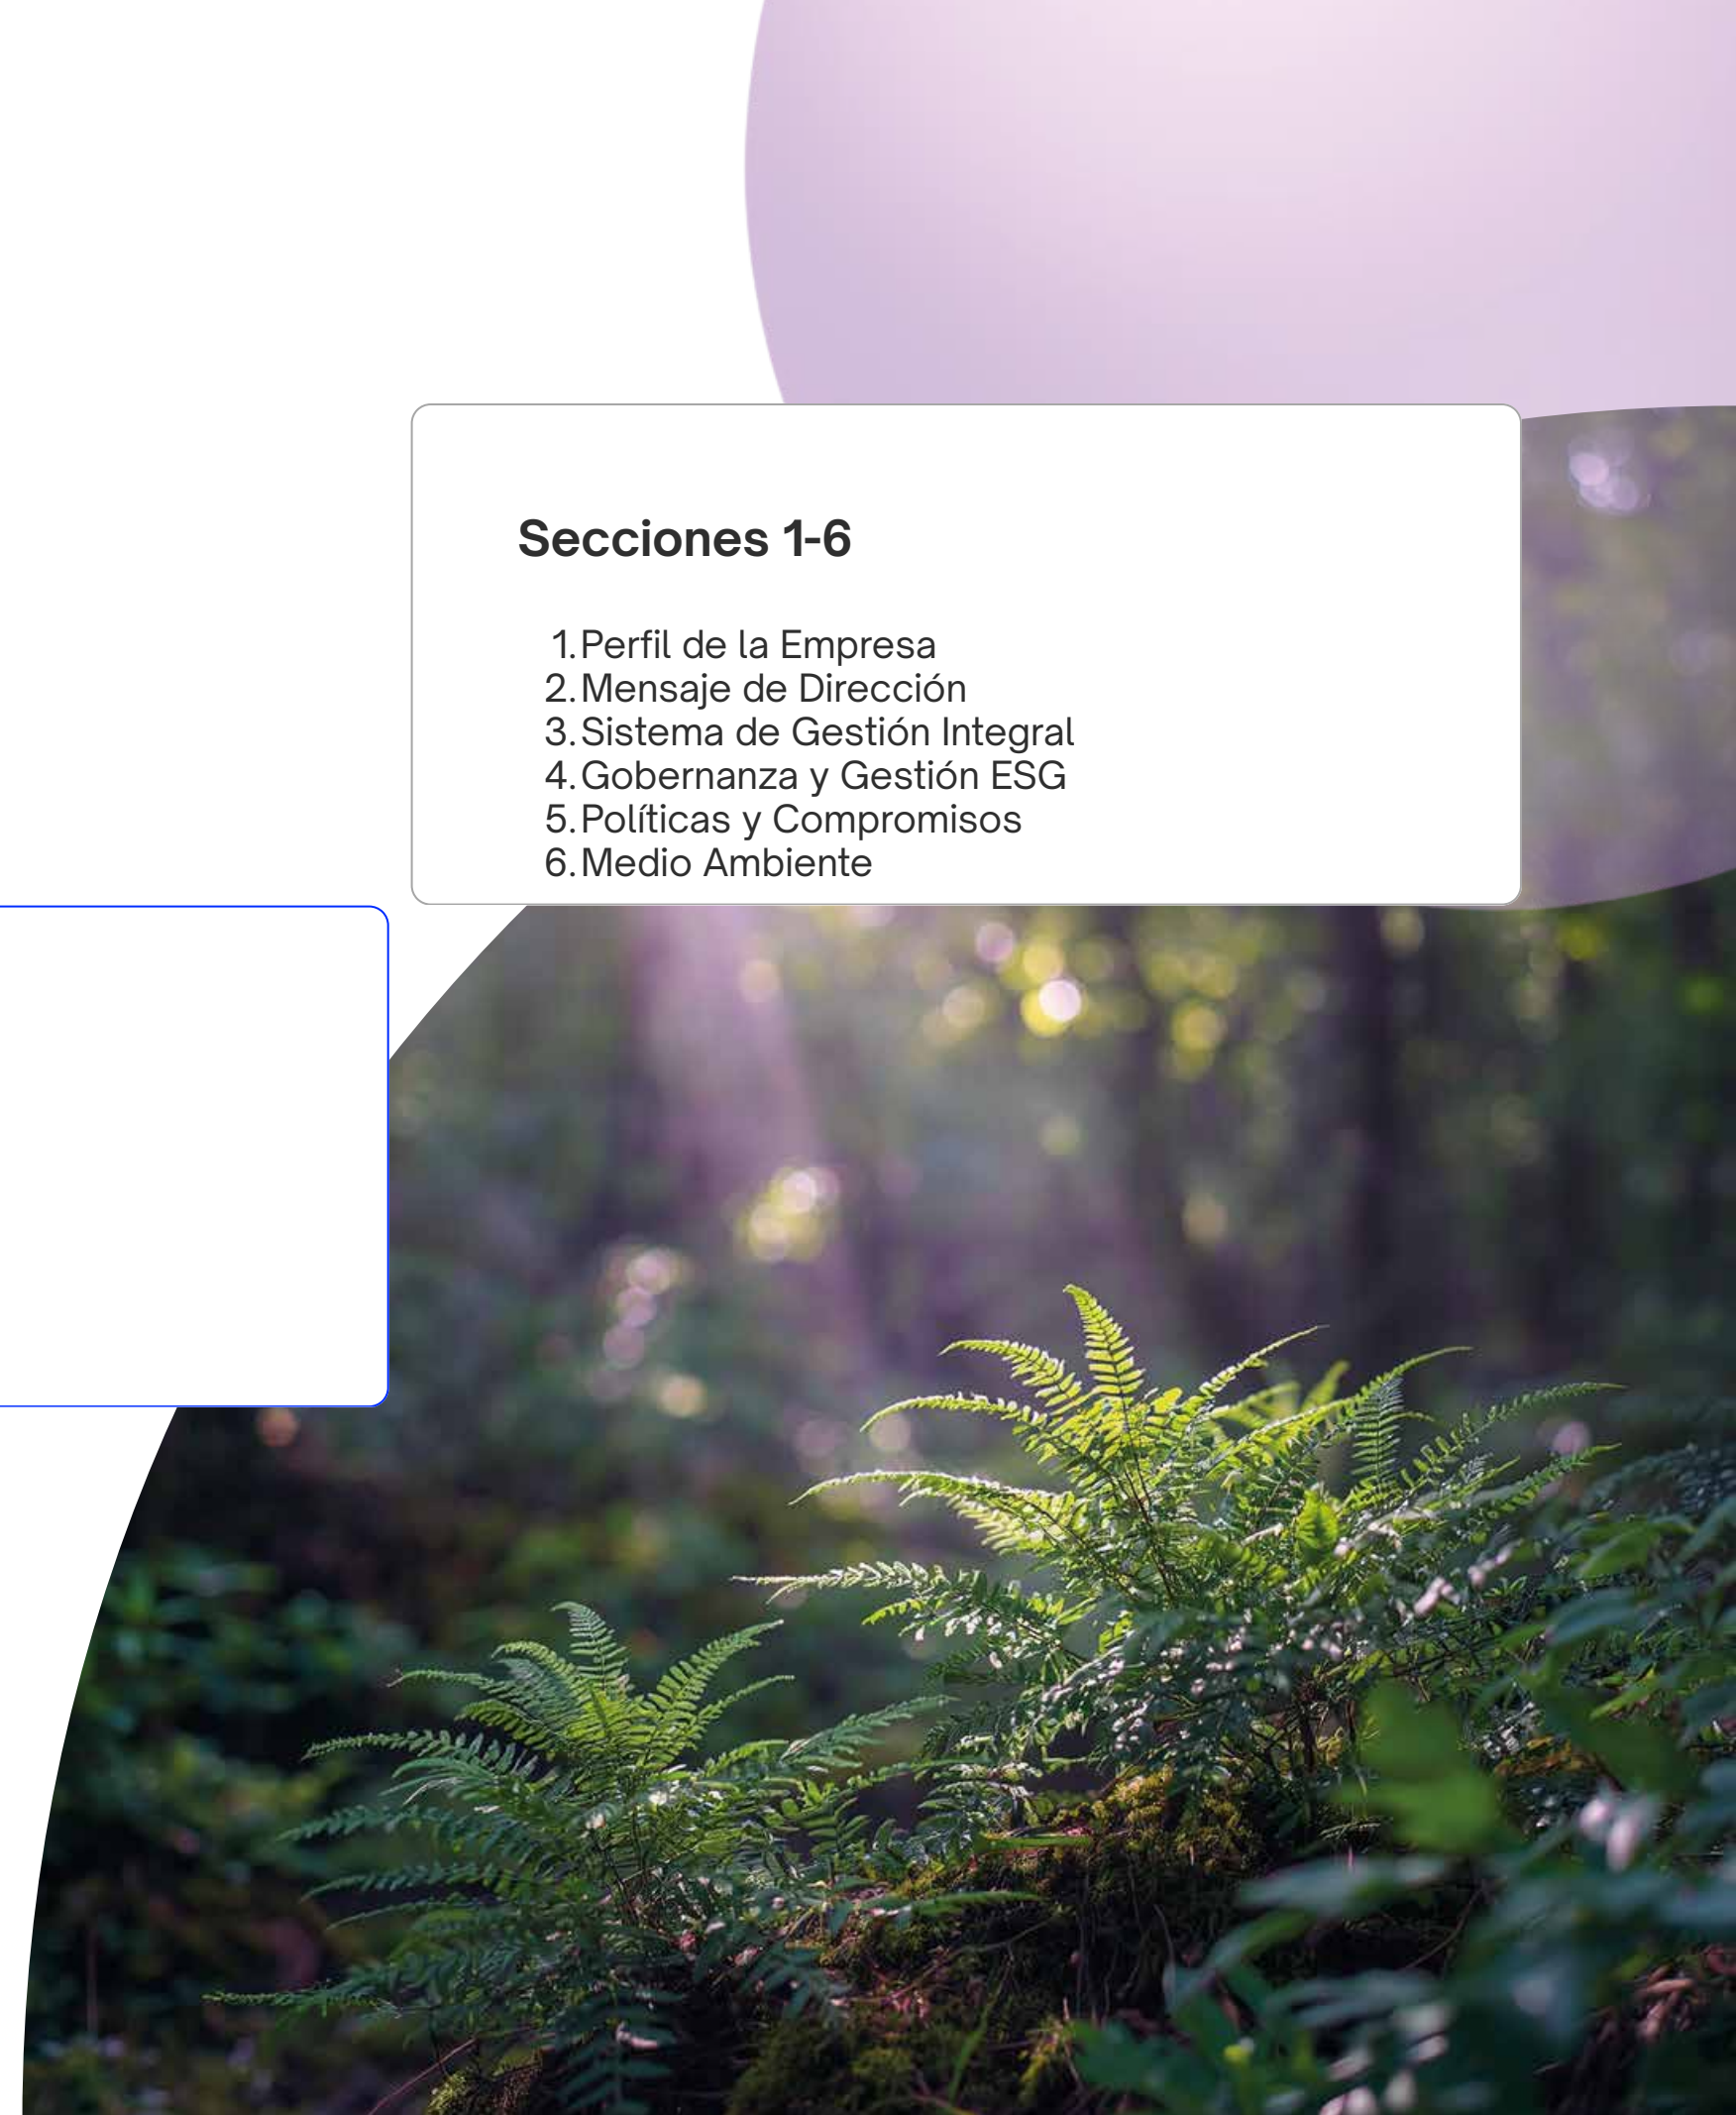 Secciones 1-6
1. Perfil de la Empresa
2. Mensaje de Dirección
3. Sistema de Gestión Integral
4. Gobernanza y Gestión ESG
5. Políticas y Compromisos
6. Medio Ambiente